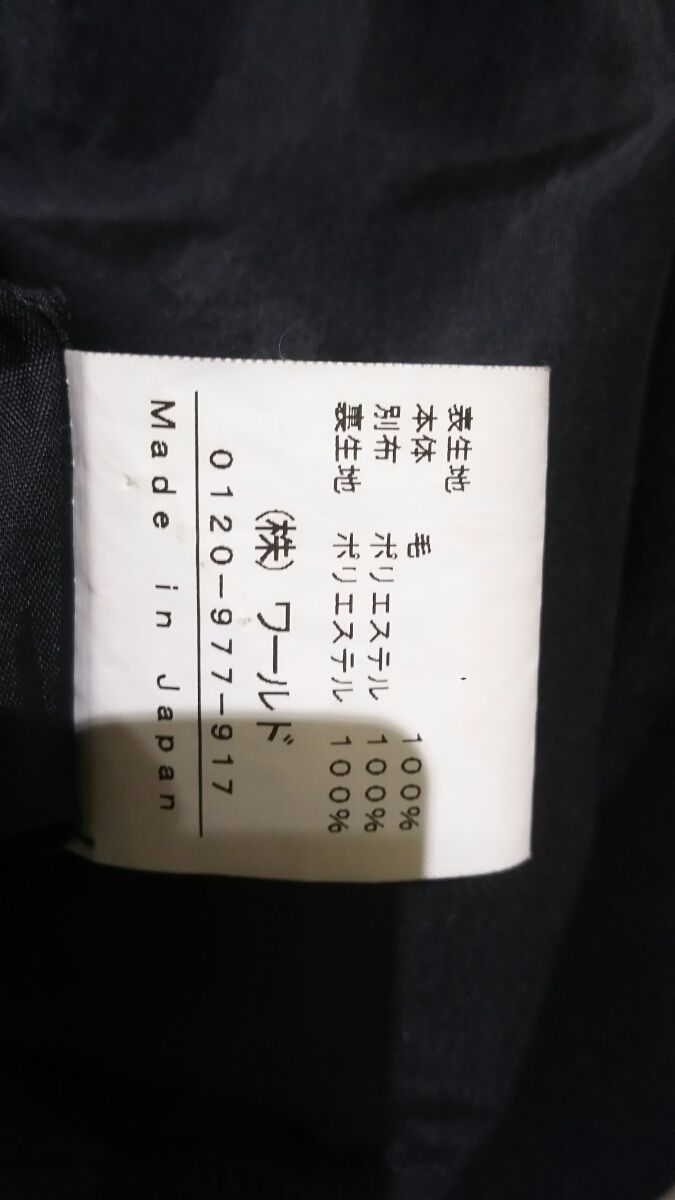 表生地
本体 毛 100%
別布 ポリエステル 100%
裏生地 ポリエステル 100%
(株) ワールド
0120-977-917
Made in Japan